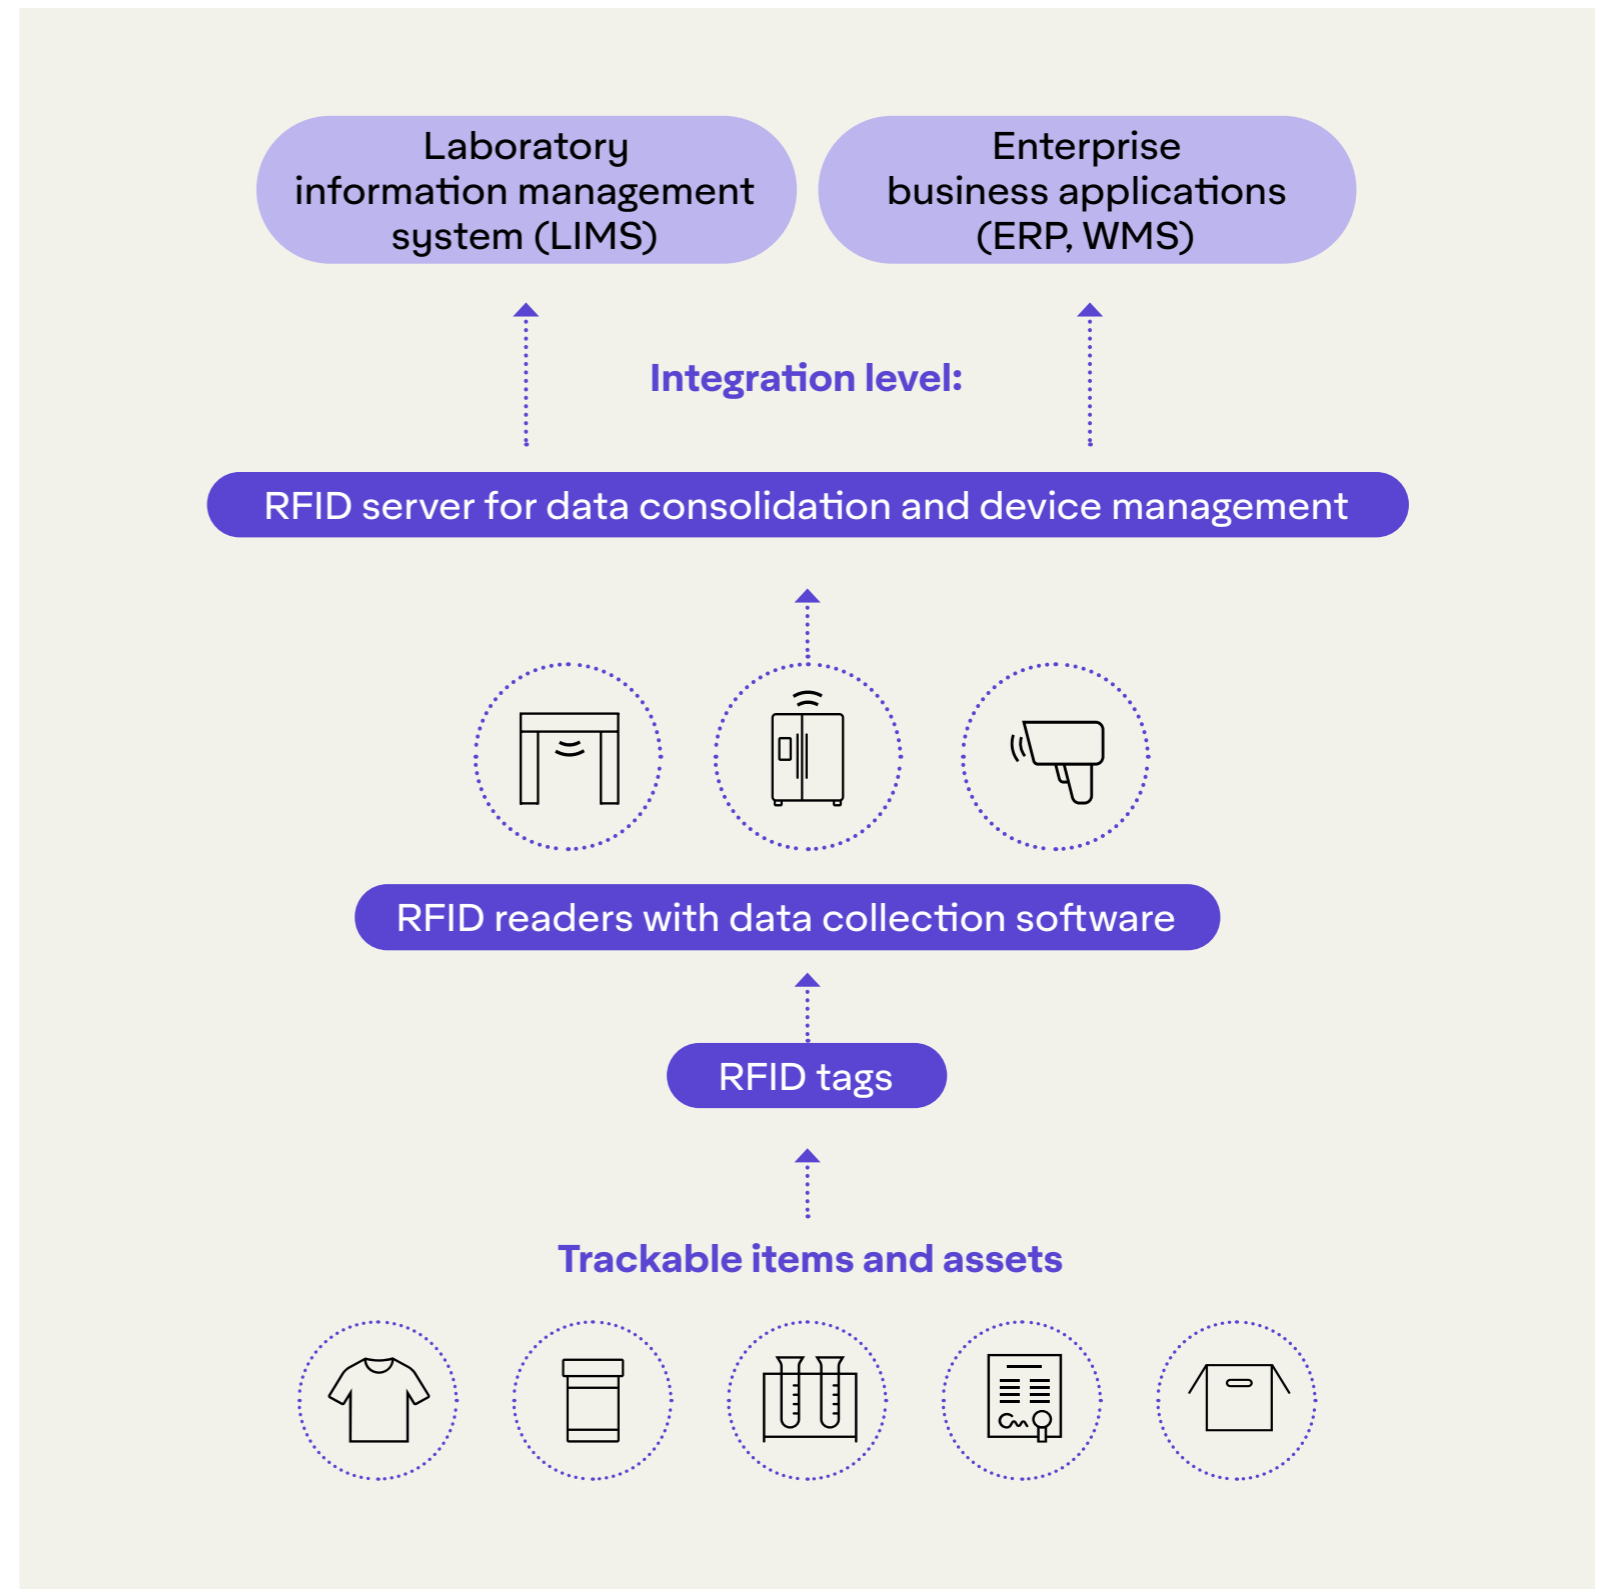 Laboratory
information management
system (LIMS)
Enterprise
business applications
(ERP, WMS)
Integration level:
RFID server for data consolidation and device management
RFID readers with data collection software
RFID tags
Trackable items and assets